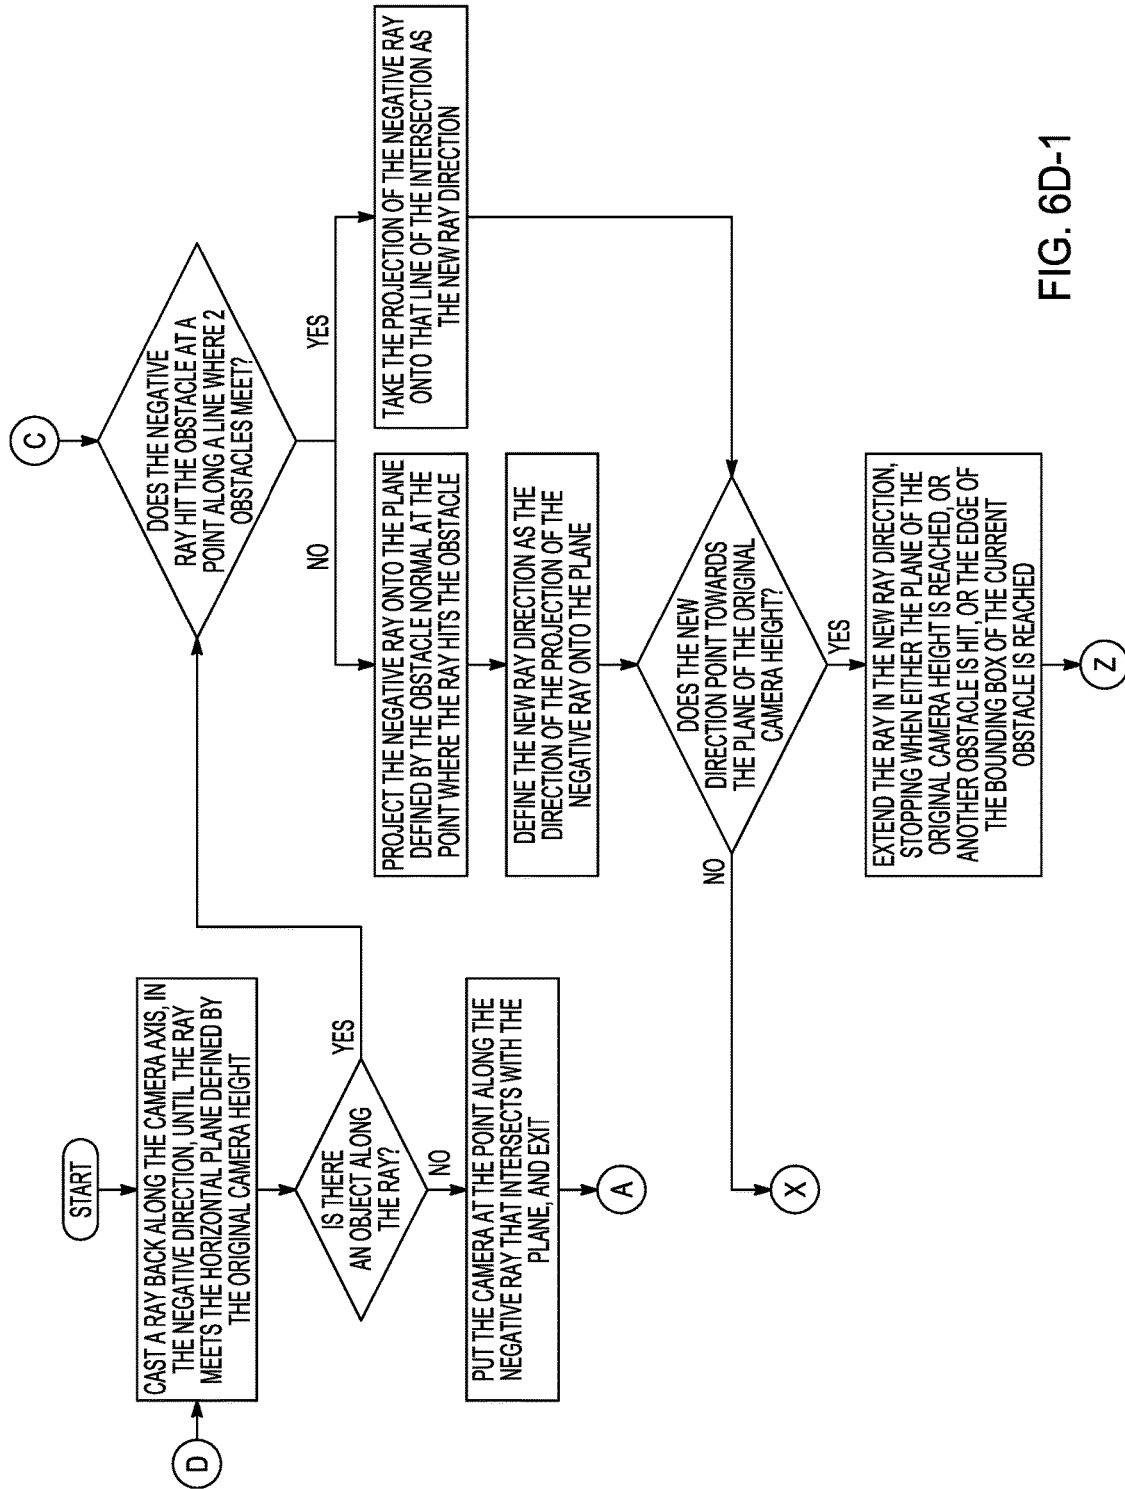 START
D
CAST A RAY BACK ALONG THE CAMERA AXIS, IN
THE NEGATIVE DIRECTION, UNTIL THE RAY
MEETS THE HORIZONTAL PLANE DEFINED BY
THE ORIGINAL CAMERA HEIGHT
IS THERE
AN OBJECT ALONG
THE RAY?
YES
NO
PUT THE CAMERA AT THE POINT ALONG THE
NEGATIVE RAY THAT INTERSECTS WITH THE
PLANE, AND EXIT
A
C
DOES THE NEGATIVE
RAY HIT THE OBSTACLE AT A
POINT ALONG A LINE WHERE 2
OBSTACLES MEET?
NO
YES
PROJECT THE NEGATIVE RAY ONTO THE PLANE
DEFINED BY THE OBSTACLE NORMAL AT THE
POINT WHERE THE RAY HITS THE OBSTACLE
TAKE THE PROJECTION OF THE NEGATIVE RAY
ONTO THAT LINE OF THE INTERSECTION AS
THE NEW RAY DIRECTION
DEFINE THE NEW RAY DIRECTION AS THE
DIRECTION OF THE PROJECTION OF THE
NEGATIVE RAY ONTO THE PLANE
DOES THE NEW
DIRECTION POINT TOWARDS
THE PLANE OF THE ORIGINAL
CAMERA HEIGHT?
NO
YES
X
EXTEND THE RAY IN THE NEW RAY DIRECTION,
STOPPING WHEN EITHER THE PLANE OF THE
ORIGINAL CAMERA HEIGHT IS REACHED, OR
ANOTHER OBSTACLE IS HIT, OR THE EDGE OF
THE BOUNDING BOX OF THE CURRENT
OBSTACLE IS REACHED
Z
FIG. 6D-1